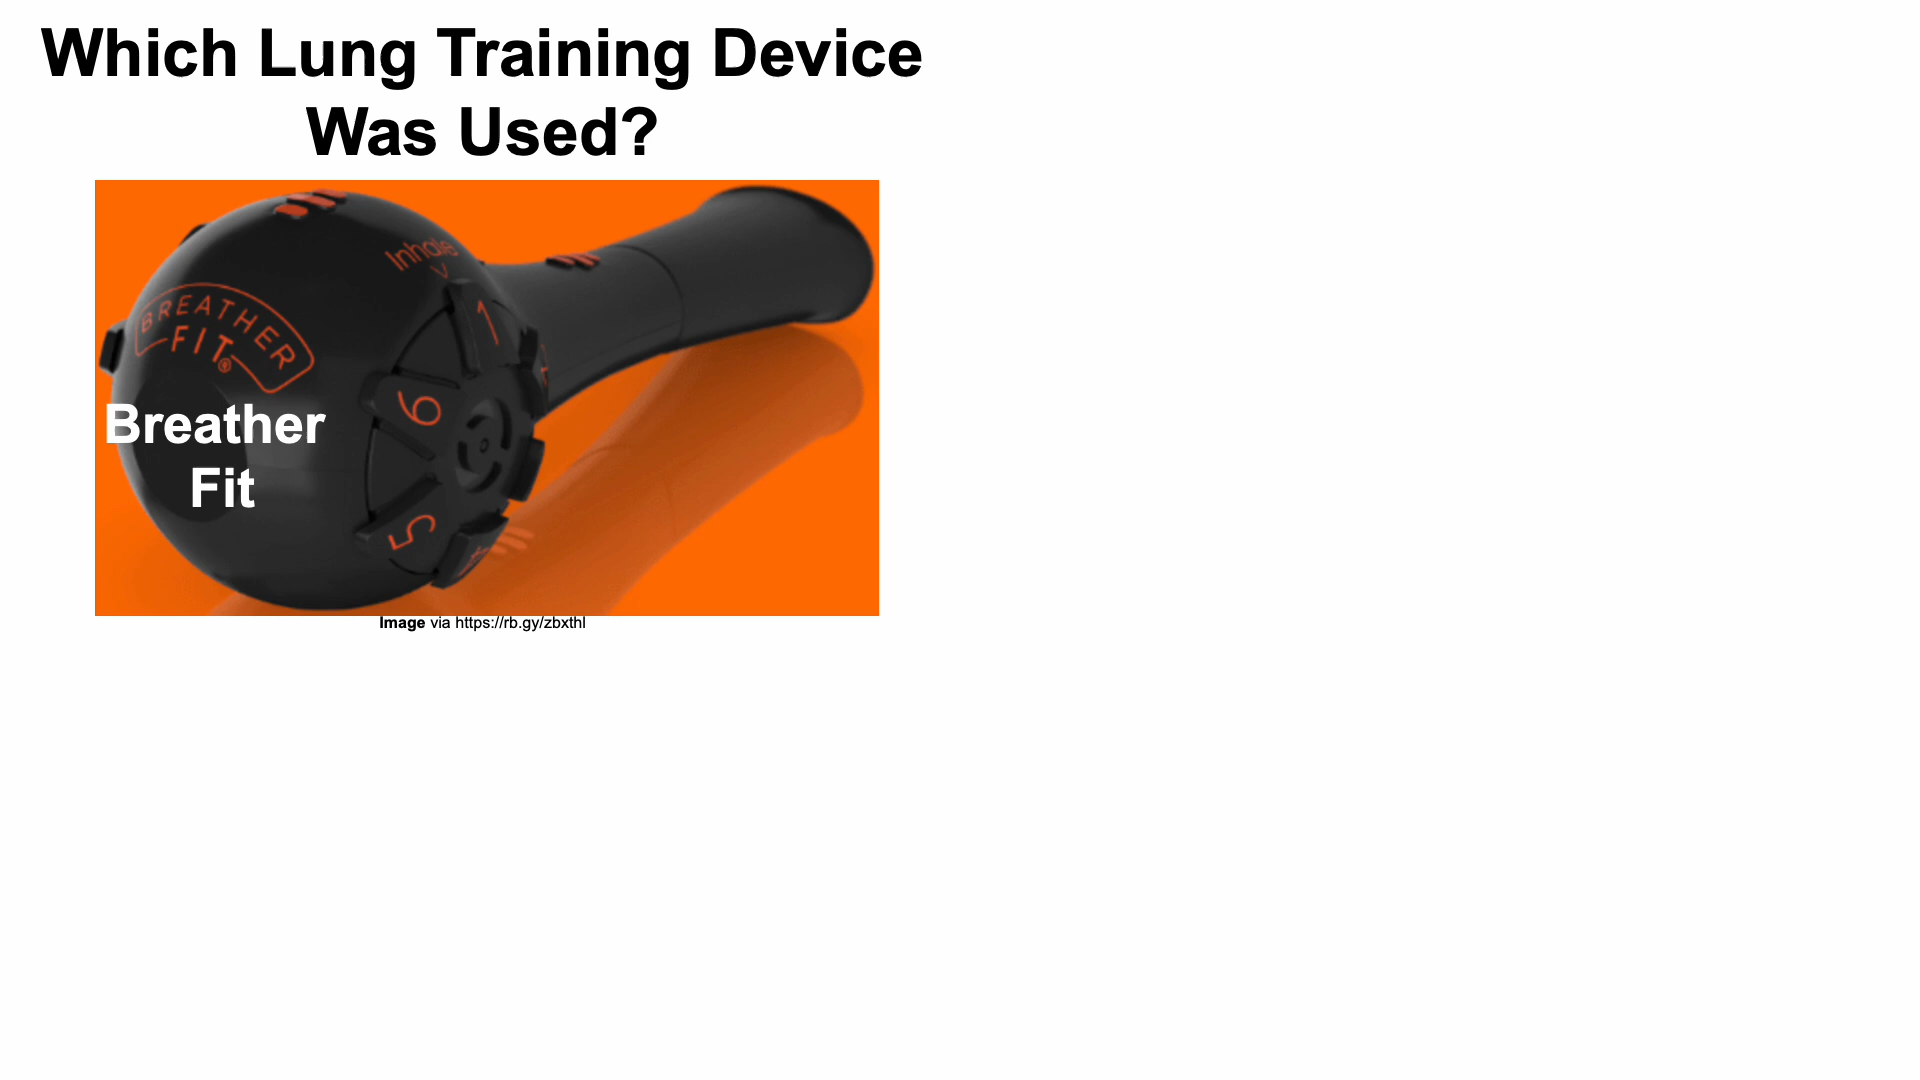 Which Lung Training Device
Was Used?
Inhale
BREATHER
FIT®
1
6
5
Breather
Fit
Image via https://rb.gy/zbxthl